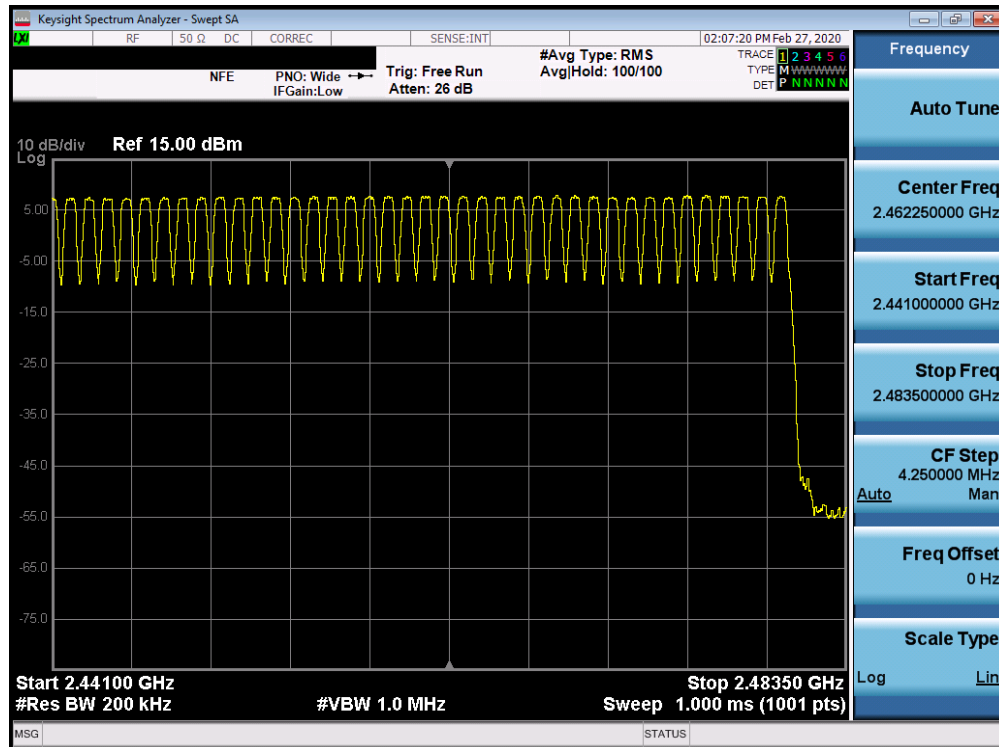 Keysight Spectrum Analyzer - Swept SA
LXI RF 50 Ω DC CORREC SENSE:INT 02:07:20 PM Feb 27, 2020
NFE PNO: Wide Trig: Free Run #Avg Type: RMS TRACE 1 2 3 4 5 6
IFGain:Low Atten: 26 dB Avg|Hold: 100/100 TYPE M WWWWW
DET P N N N N N
10 dB/div Ref 15.00 dBm
Log
5.00
-5.00
-15.0
-25.0
-35.0
-45.0
-55.0
-65.0
-75.0
Start 2.44100 GHz Stop 2.48350 GHz
#Res BW 200 kHz #VBW 1.0 MHz Sweep 1.000 ms (1001 pts)
MSG STATUS
Frequency
Auto Tune
Center Freq
2.462250000 GHz
Start Freq
2.441000000 GHz
Stop Freq
2.483500000 GHz
CF Step
4.250000 MHz
Auto Man
Freq Offset
0 Hz
Scale Type
Log Lin